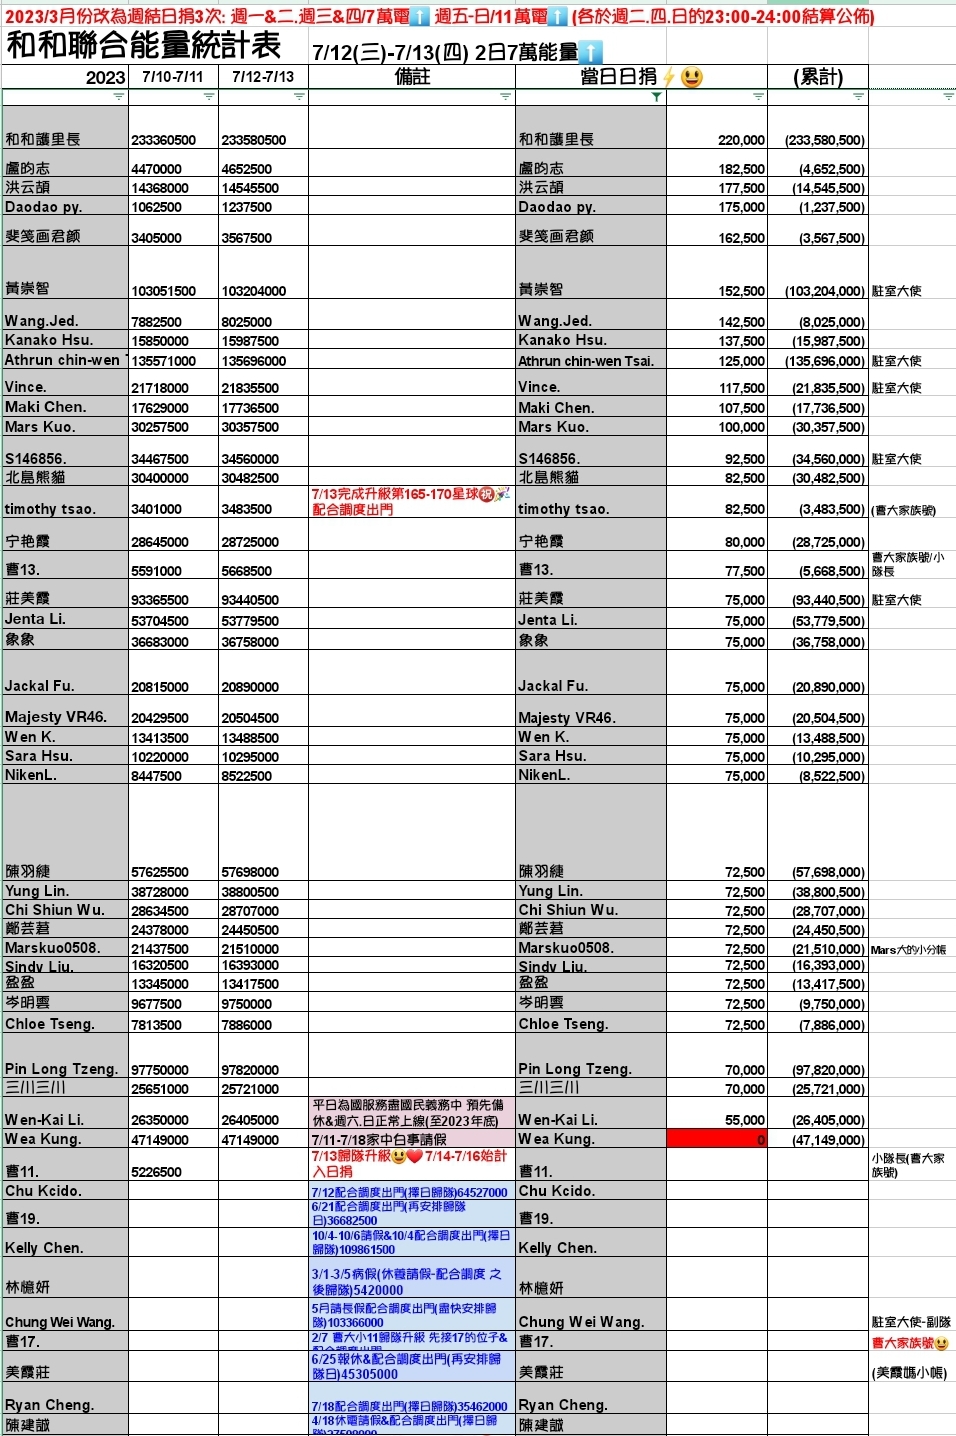 2023/3月份改為週結日捐3次: 週一&二.週三&四/7萬電⬆️ 週五-日/11萬電⬆️ (各於週二.四.日的23:00-24:00結算公佈)
和和聯合能量統計表 7/12(三)-7/13(四) 2日7萬能量⬆️
2023 7/10-7/11 7/12-7/13 備註 當日日捐⚡😃 (累計)
和和護里長 233360500 233580500 和和護里長 220,000 (233,580,500)
盧昀志 4470000 4652500 盧昀志 182,500 (4,652,500)
洪云頡 14368000 14545500 洪云頡 177,500 (14,545,500)
Daodao py. 1062500 1237500 Daodao py. 175,000 (1,237,500)
斐箋画君颜 3405000 3567500 斐箋画君颜 162,500 (3,567,500)
黃崇智 103051500 103204000 黃崇智 152,500 (103,204,000) 駐室大使
Wang.Jed. 7882500 8025000 Wang.Jed. 142,500 (8,025,000)
Kanako Hsu. 15850000 15987500 Kanako Hsu. 137,500 (15,987,500)
Athrun chin-wen 135571000 135696000 Athrun chin-wen Tsai. 125,000 (135,696,000) 駐室大使
Vince. 21718000 21835500 Vince. 117,500 (21,835,500) 駐室大使
Maki Chen. 17629000 17736500 Maki Chen. 107,500 (17,736,500)
Mars Kuo. 30257500 30357500 Mars Kuo. 100,000 (30,357,500)
S146856. 34467500 34560000 S146856. 92,500 (34,560,000) 駐室大使
北島熊貓 30400000 30482500 北島熊貓 82,500 (30,482,500)
7/13完成升級第165-170星球㊗️🎉
timothy tsao. 3401000 3483500 配合調度出門 timothy tsao. 82,500 (3,483,500) (曹大家族號)
宁艳霞 28645000 28725000 宁艳霞 80,000 (28,725,000)
曹大家族號/小
曹13. 5591000 5668500 曹13. 77,500 (5,668,500) 隊長
莊美霞 93365500 93440500 莊美霞 75,000 (93,440,500) 駐室大使
Jenta Li. 53704500 53779500 Jenta Li. 75,000 (53,779,500)
象象 36683000 36758000 象象 75,000 (36,758,000)
Jackal Fu. 20815000 20890000 Jackal Fu. 75,000 (20,890,000)
Majesty VR46. 20429500 20504500 Majesty VR46. 75,000 (20,504,500)
Wen K. 13413500 13488500 Wen K. 75,000 (13,488,500)
Sara Hsu. 10220000 10295000 Sara Hsu. 75,000 (10,295,000)
NikenL. 8447500 8522500 NikenL. 75,000 (8,522,500)
陳羽緁 57625500 57698000 陳羽緁 72,500 (57,698,000)
Yung Lin. 38728000 38800500 Yung Lin. 72,500 (38,800,500)
Chi Shiun Wu. 28634500 28707000 Chi Shiun Wu. 72,500 (28,707,000)
鄭芸莙 24378000 24450500 鄭芸莙 72,500 (24,450,500)
Marskuo0508. 21437500 21510000 Marskuo0508. 72,500 (21,510,000) Mars大的小分帳
Sindy Liu. 16320500 16393000 Sindy Liu. 72,500 (16,393,000)
盈盈 13345000 13417500 盈盈 72,500 (13,417,500)
岑明雲 9677500 9750000 岑明雲 72,500 (9,750,000)
Chloe Tseng. 7813500 7886000 Chloe Tseng. 72,500 (7,886,000)
Pin Long Tzeng. 97750000 97820000 Pin Long Tzeng. 70,000 (97,820,000)
三川三川 25651000 25721000 三川三川 70,000 (25,721,000)
平日為國服務盡國民義務中 預先備
Wen-Kai Li. 26350000 26405000 休&週六.日正常上線(至2023年底) Wen-Kai Li. 55,000 (26,405,000)
Wea Kung. 47149000 47149000 7/11-7/18家中白事請假 Wea Kung. 0 (47,149,000)
7/13歸隊升級😃❤️ 7/14-7/16始計 小隊長(曹大家
曹11. 5226500 入日捐 曹11. 族號)
Chu Kcido. 7/12配合調度出門(擇日歸隊)64527000 Chu Kcido.
6/21配合調度出門(再安排歸隊
曹19. 日)36682500 曹19.
10/4-10/6請假&10/4配合調度出門(擇日
Kelly Chen. 歸隊)109861500 Kelly Chen.
3/1-3/5病假(休養請假-配合調度 之
林檍妍 後歸隊)5420000 林檍妍
5月請長假配合調度出門(盡快安排歸
Chung Wei Wang. 隊)103366000 Chung Wei Wang. 駐室大使-副隊
曹17. 2/7 曹大小11歸隊升級 先接17的位子& 曹17. 曹大家族號😃
6/25報休&配合調度出門(再安排歸
美霞莊 隊日)45305000 美霞莊 (美霞媽小帳)
Ryan Cheng. 7/18配合調度出門(擇日歸隊)35462000 Ryan Cheng.
陳建誠 4/18休電請假&配合調度出門(擇日歸 陳建誠